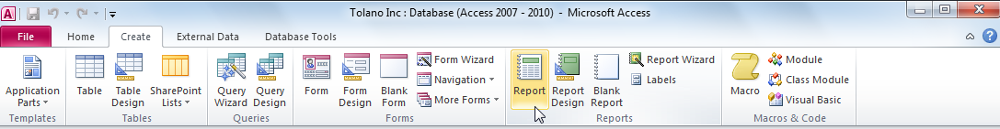 A Tolano Inc : Database (Access 2007 - 2010) - Microsoft Access
File Home Create External Data Database Tools
Application Parts
Table
Table Design
SharePoint Lists
Query Wizard
Query Design
Form
Form Design
Blank Form
Form Wizard
Navigation
More Forms
Report
Report Design
Blank Report
Report Wizard
Labels
Macro
Module
Class Module
Visual Basic
Templates Tables Queries Forms Reports Macros & Code